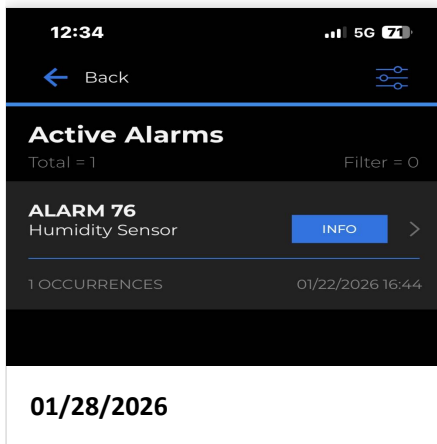 12:34 5G 71
Back
Active Alarms
Total = 1 Filter = 0
ALARM 76
Humidity Sensor INFO
1 OCCURRENCES 01/22/2026 16:44
01/28/2026